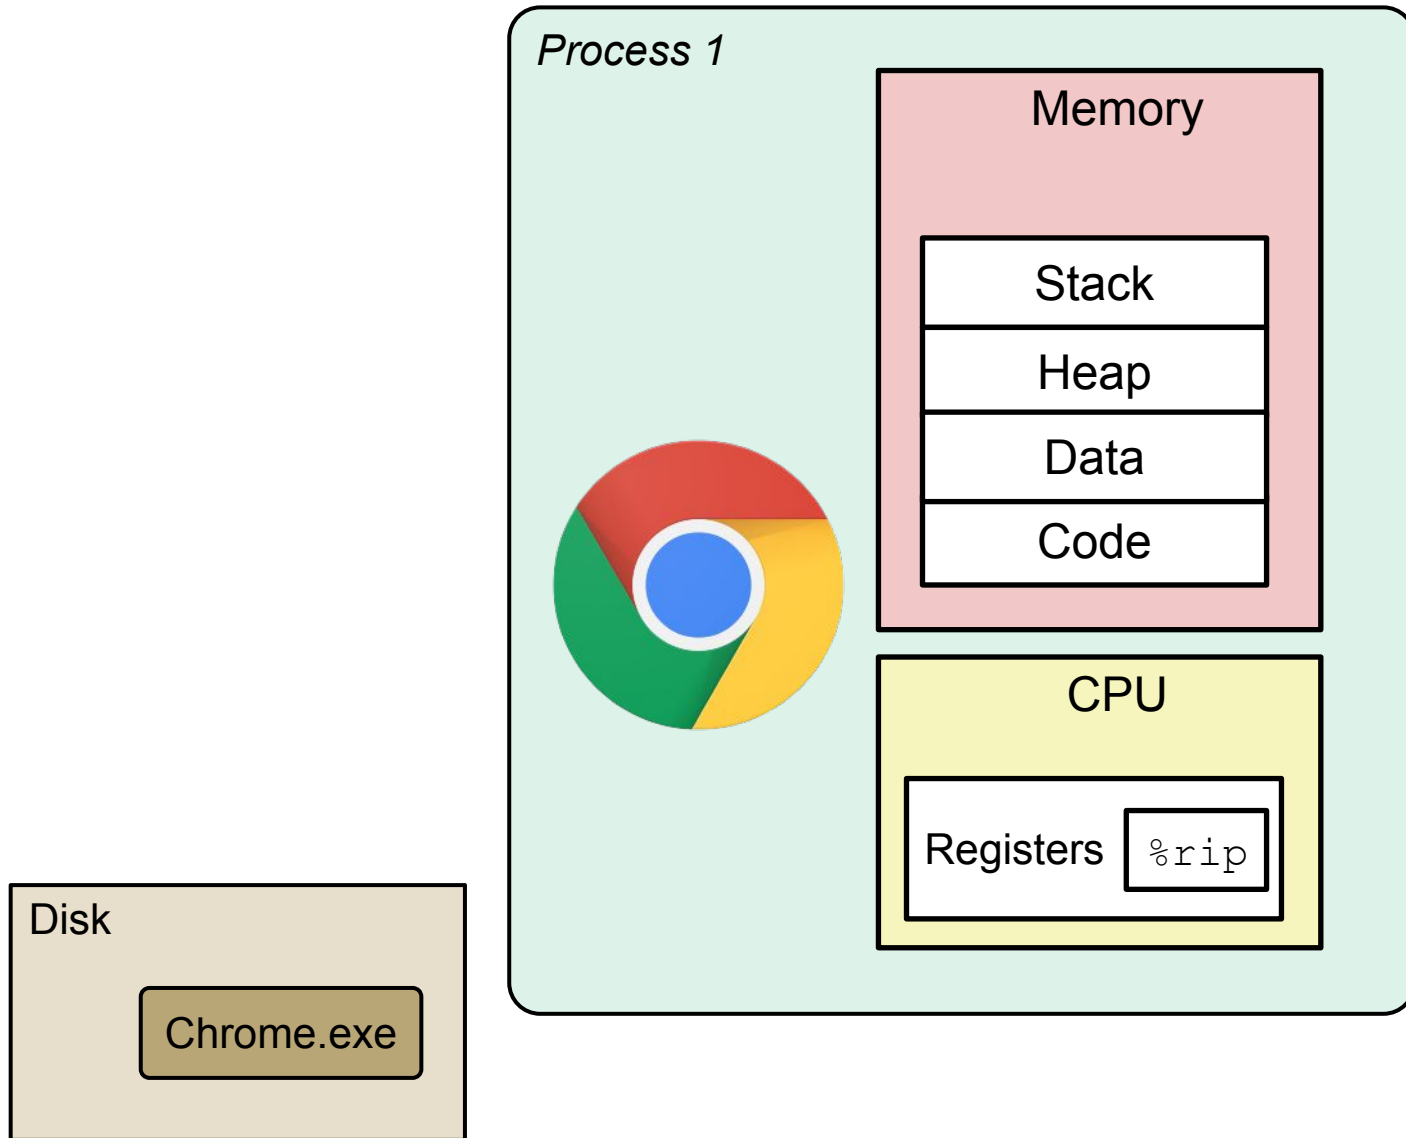 Process 1
Memory
Stack
Heap
Data
Code
CPU
Registers %rip
Disk
Chrome.exe